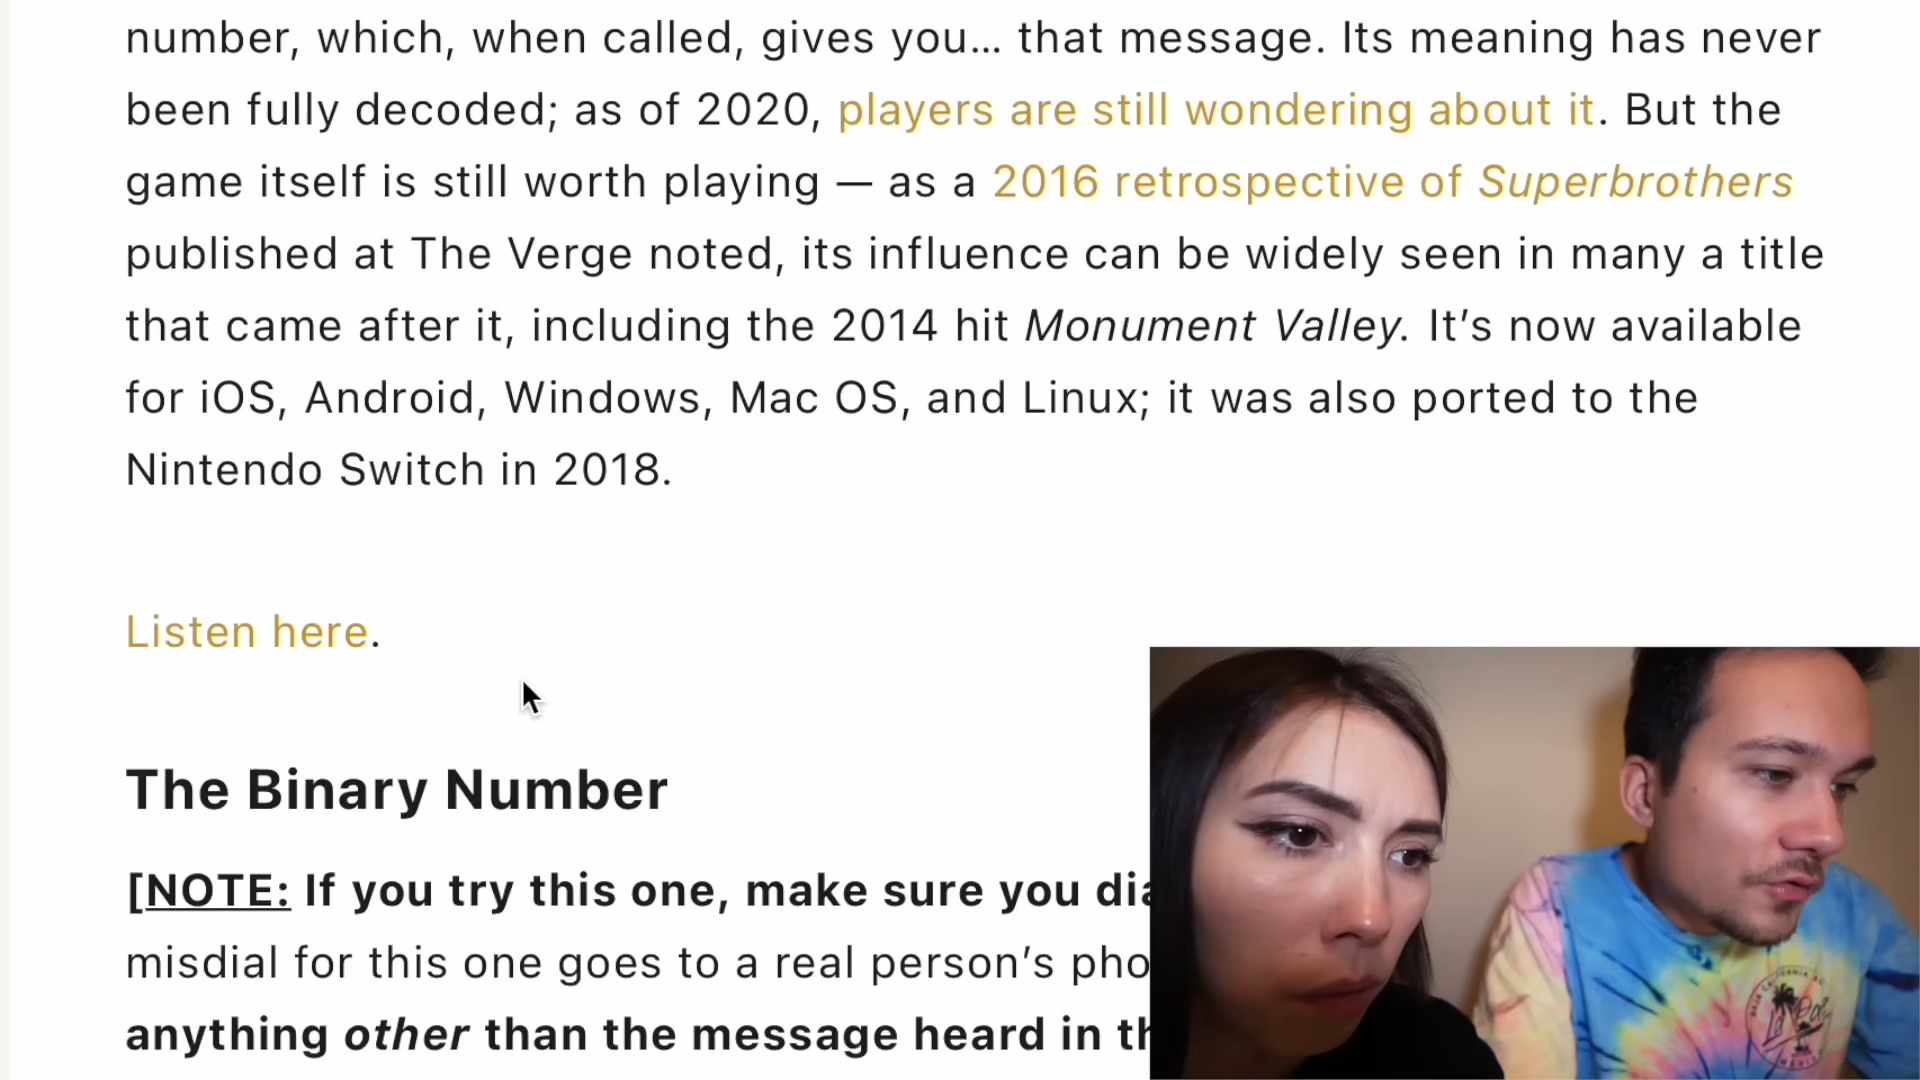 number, which, when called, gives you… that message. Its meaning has never
been fully decoded; as of 2020, players are still wondering about it. But the
game itself is still worth playing — as a 2016 retrospective of Superbrothers
published at The Verge noted, its influence can be widely seen in many a title
that came after it, including the 2014 hit Monument Valley. It’s now available
for iOS, Android, Windows, Mac OS, and Linux; it was also ported to the
Nintendo Switch in 2018.
Listen here.
The Binary Number
[NOTE: If you try this one, make sure you
misdial for this one goes to a real person’s
anything other than the message heard in